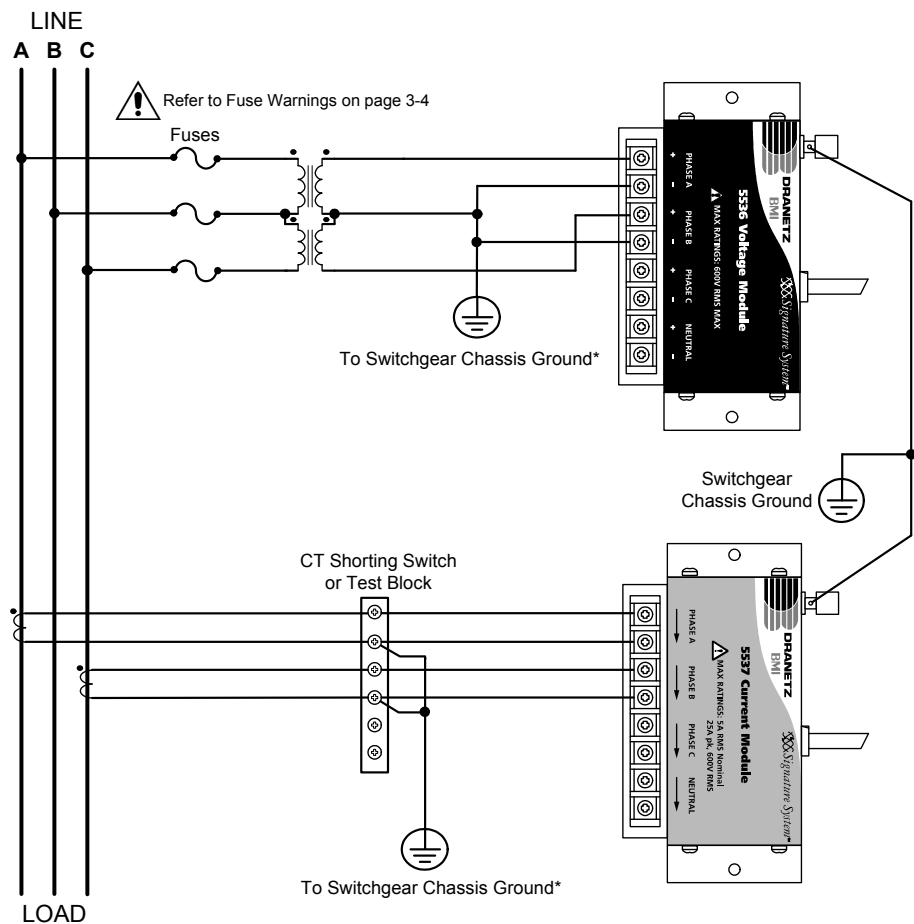 LINE
A B C
Refer to Fuse Warnings on page 3-4
Fuses
To Switchgear Chassis Ground*
PHASE A
+
-
PHASE B
+
-
PHASE C
+
-
NEUTRAL
+
-
5536 Voltage Module
MAX RATINGS: 600V RMS MAX
DRANETZ
BMI
Signature System™
Switchgear
Chassis Ground
CT Shorting Switch
or Test Block
To Switchgear Chassis Ground*
PHASE A
PHASE B
PHASE C
NEUTRAL
5537 Current Module
MAX RATINGS: 5A RMS Nominal
25A pk, 600V RMS
DRANETZ
BMI
Signature System™
LOAD